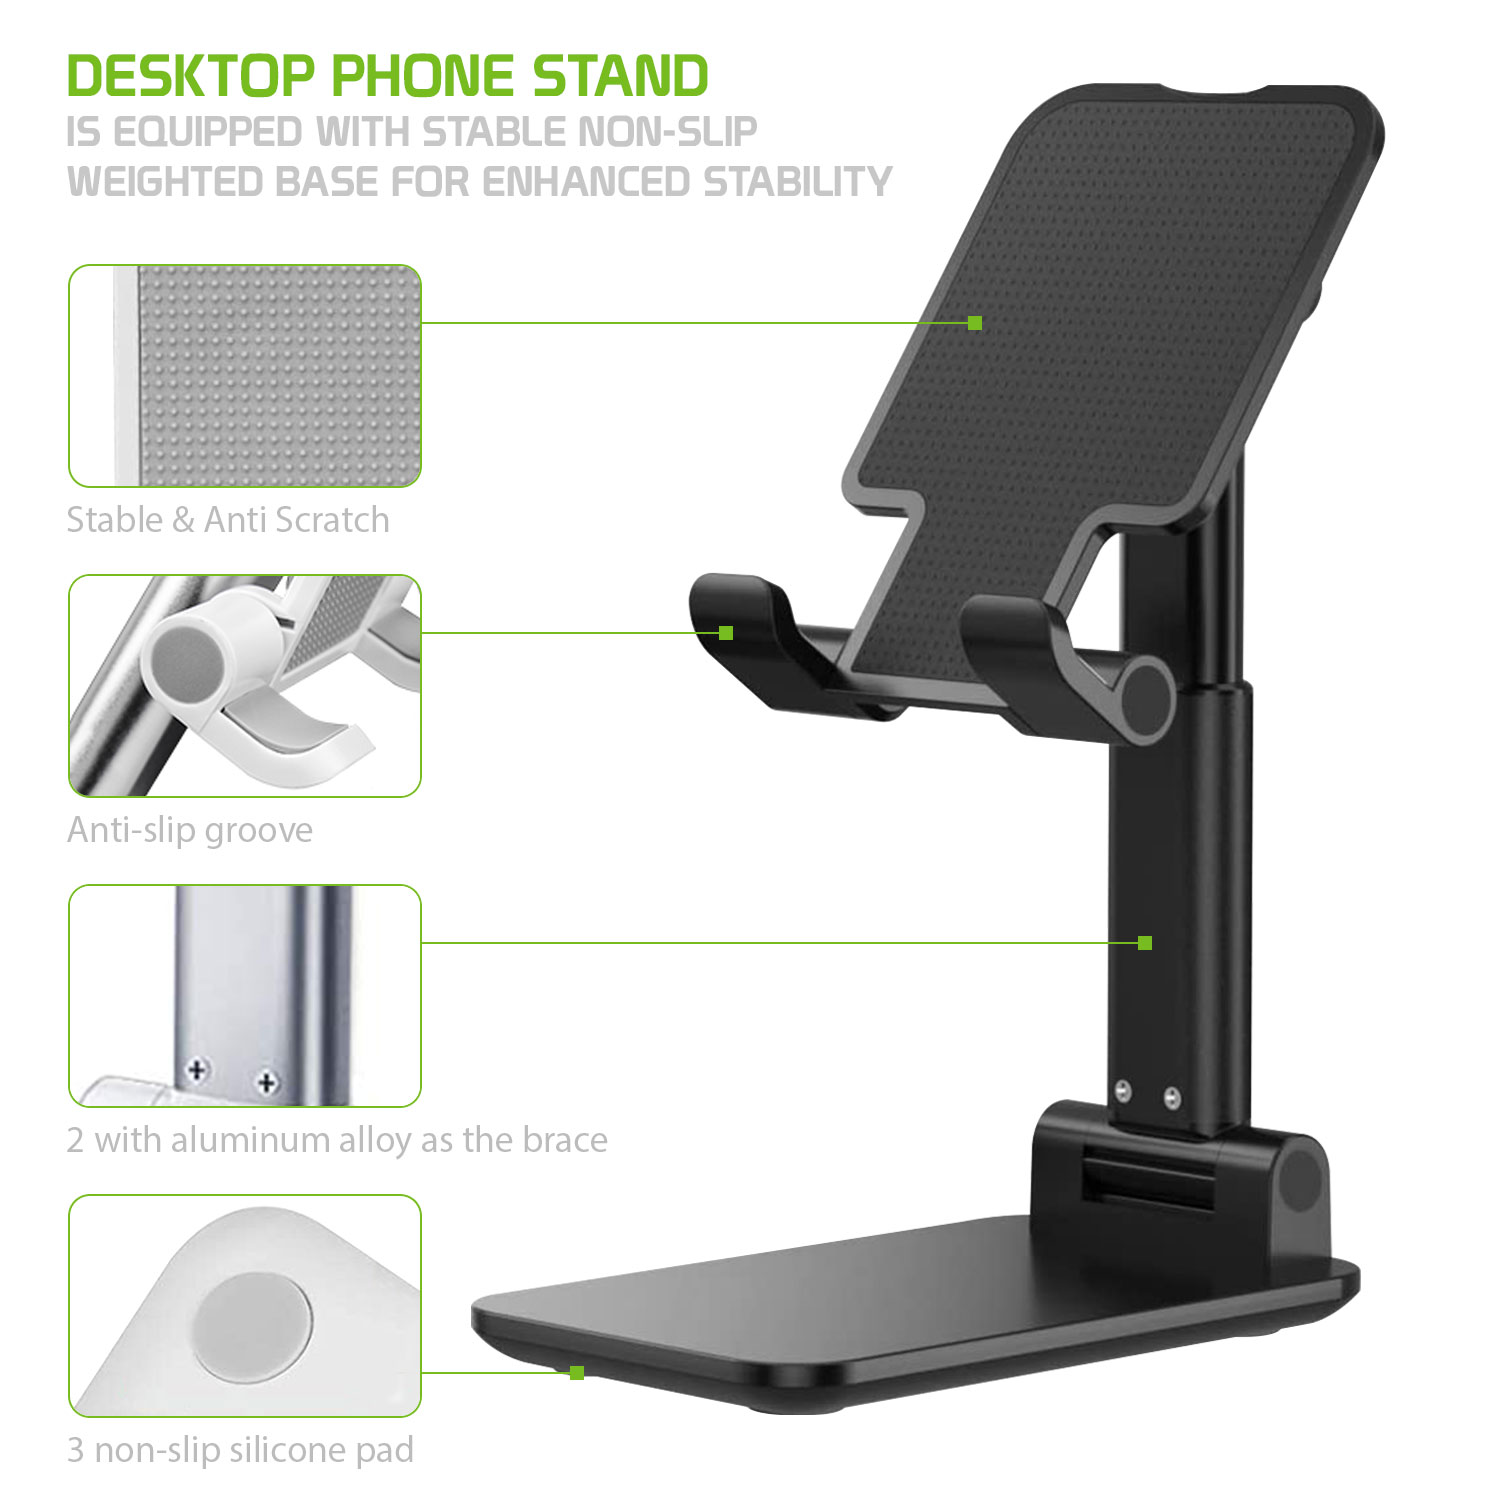 DESKTOP PHONE STAND
IS EQUIPPED WITH STABLE NON-SLIP
WEIGHTED BASE FOR ENHANCED STABILITY
Stable & Anti Scratch
Anti-slip groove
2 with aluminum alloy as the brace
3 non-slip silicone pad